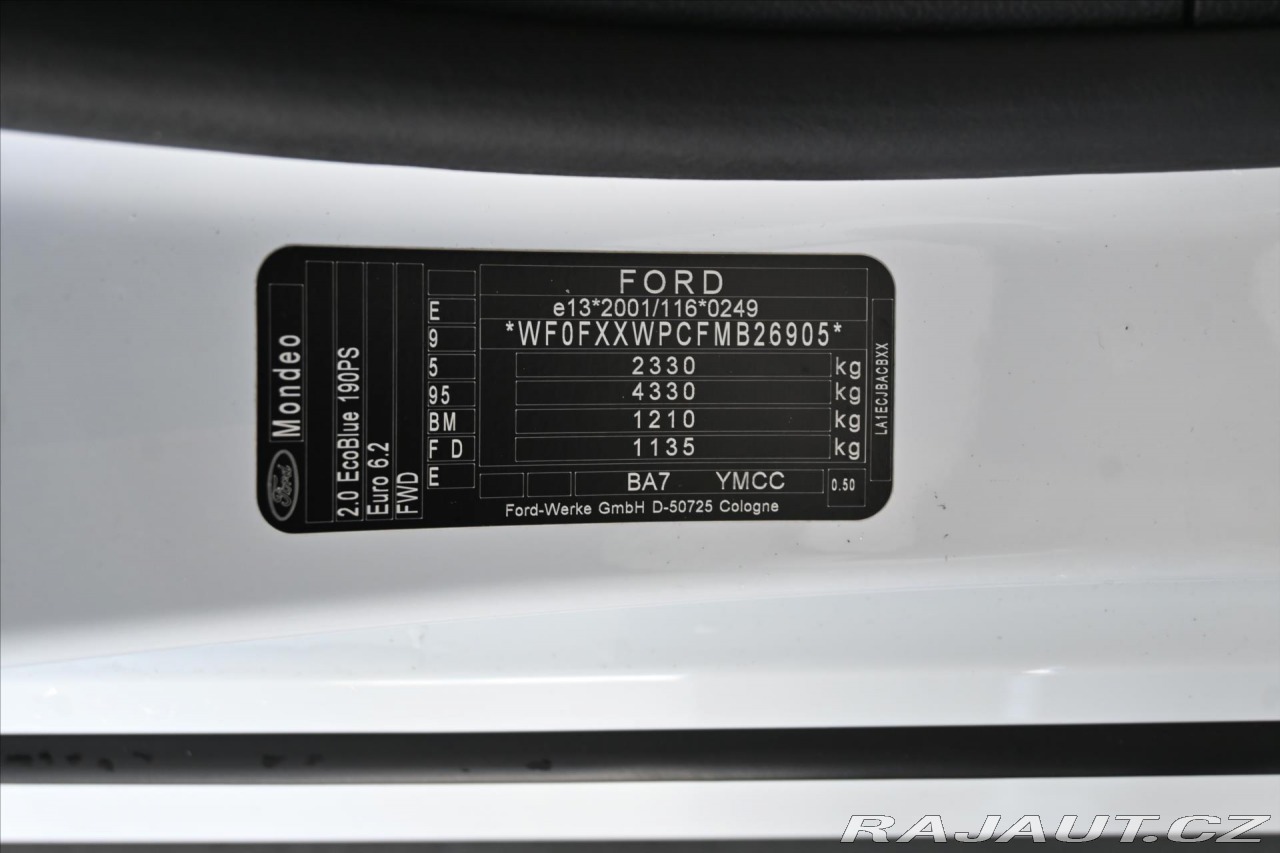 Mondeo
Ford
2.0 EcoBlue 190PS
Euro 6.2
FWD
E
9
5
95
BM
F D
E
FORD
e13*2001/116*0249
*WF0FXXWPCFMB26905*
2330 kg
4330 kg
1210 kg
1135 kg
BA7 YMCC 0.50
Ford-Werke GmbH D-50725 Cologne
LA1ECJBACBXX
RAJAUT.CZ